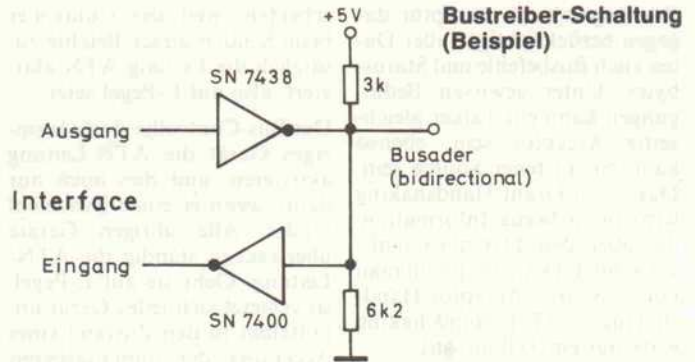 Bustreiber-Schaltung
(Beispiel)
+5V
SN 7438
3k
Ausgang
Busader
(bidirectional)
Interface
Eingang
SN 7400
6k2